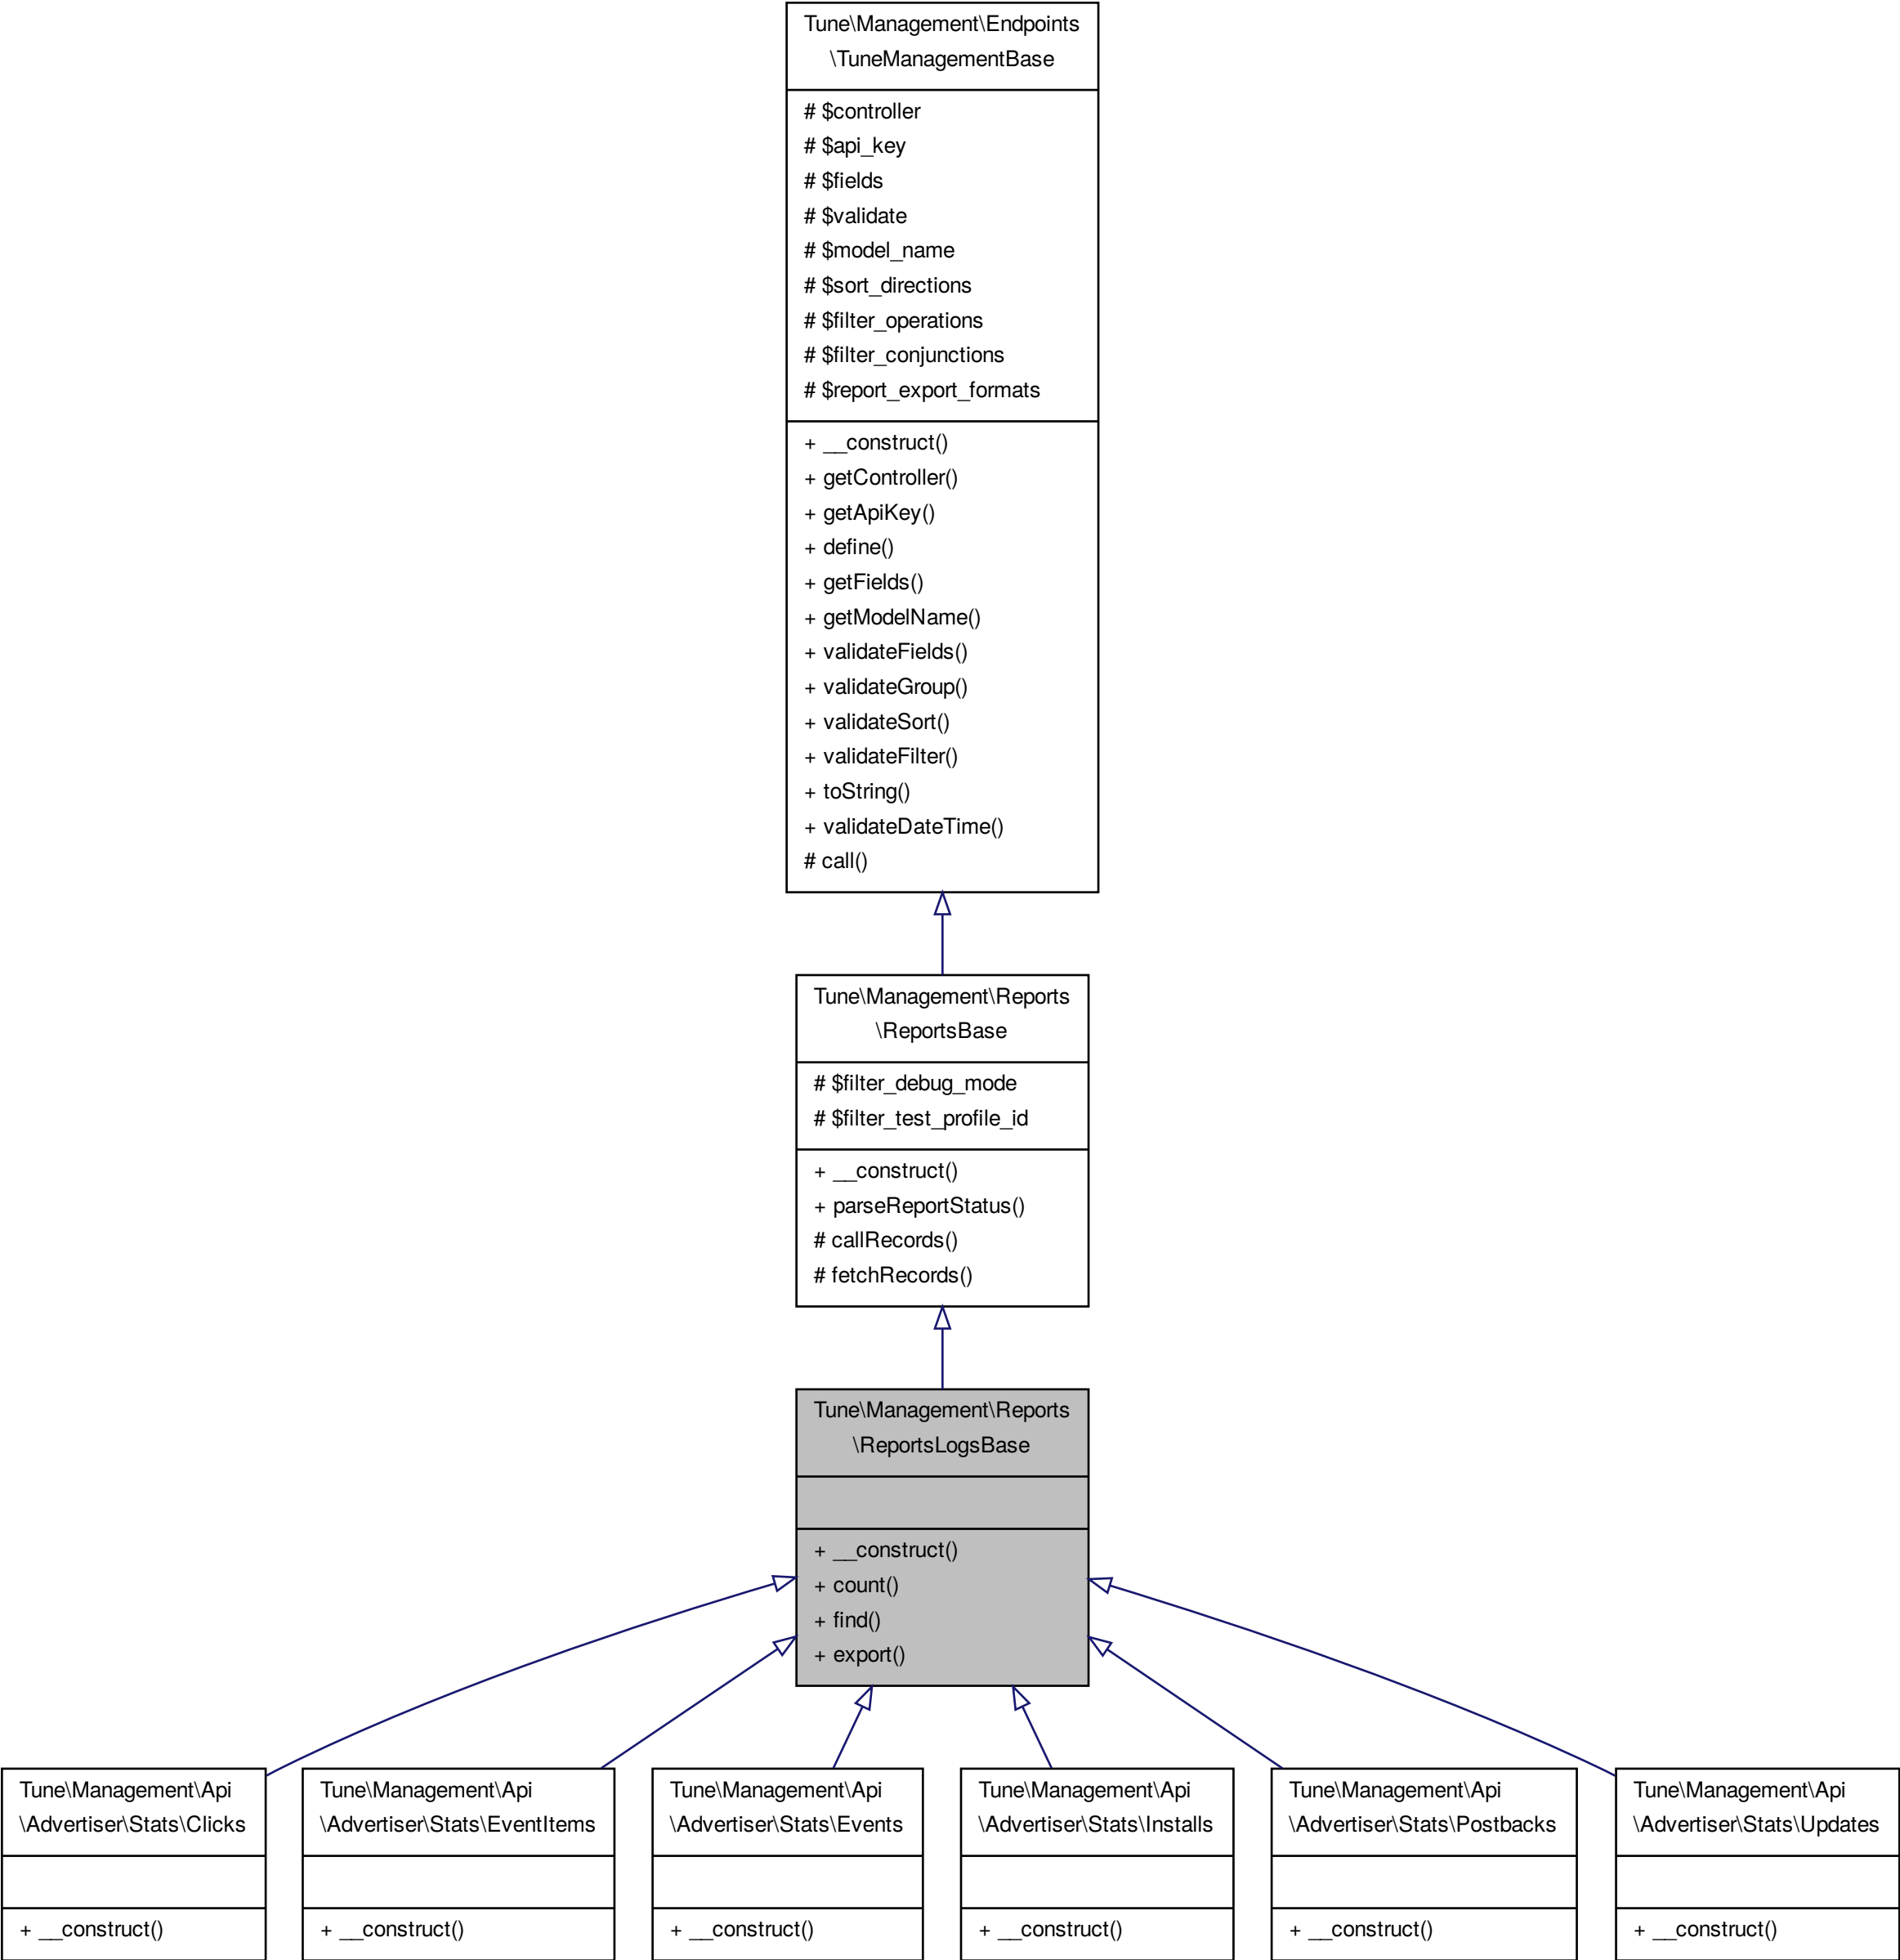 Tune\Management\Endpoints
\TuneManagementBase
# $controller
# $api_key
# $fields
# $validate
# $model_name
# $sort_directions
# $filter_operations
# $filter_conjunctions
# $report_export_formats
+ __construct()
+ getController()
+ getApiKey()
+ define()
+ getFields()
+ getModelName()
+ validateFields()
+ validateGroup()
+ validateSort()
+ validateFilter()
+ toString()
+ validateDateTime()
# call()
Tune\Management\Reports
\ReportsBase
# $filter_debug_mode
# $filter_test_profile_id
+ __construct()
+ parseReportStatus()
# callRecords()
# fetchRecords()
Tune\Management\Reports
\ReportsLogsBase
+ __construct()
+ count()
+ find()
+ export()
Tune\Management\Api
\Advertiser\Stats\Clicks
+ __construct()
Tune\Management\Api
\Advertiser\Stats\EventItems
+ __construct()
Tune\Management\Api
\Advertiser\Stats\Events
+ __construct()
Tune\Management\Api
\Advertiser\Stats\Installs
+ __construct()
Tune\Management\Api
\Advertiser\Stats\Postbacks
+ __construct()
Tune\Management\Api
\Advertiser\Stats\Updates
+ __construct()